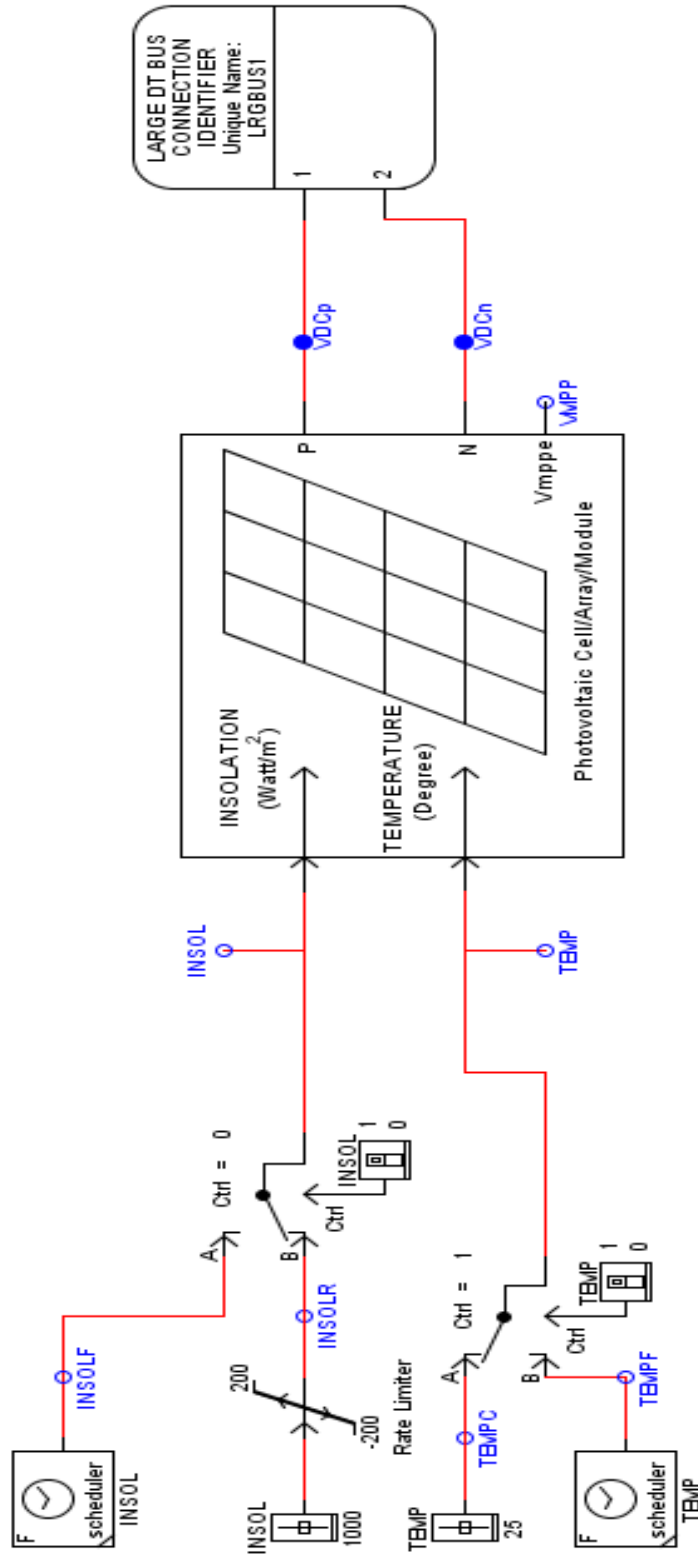 F
scheduler
INSOL
INSOLF
A
Ctrl = 0
INSOL
1000
200
-200
Rate Limiter
INSOLR
B
Ctrl
INSOL
1
0
INSOL
INSOLATION
(Watt/m2)
TEMPERATURE
(Degree)
TEMP
25
TEMPC
A
Ctrl = 1
B
Ctrl
TEMP
1
0
TEMP
F
scheduler
TEMP
TEMPF
P
N
Vmppe
Photovoltaic Cell/Array/Module
VDCp
VDCn
VMPP
LARGE DT BUS
CONNECTION
IDENTIFIER
Unique Name:
LRGBUS1
1
2